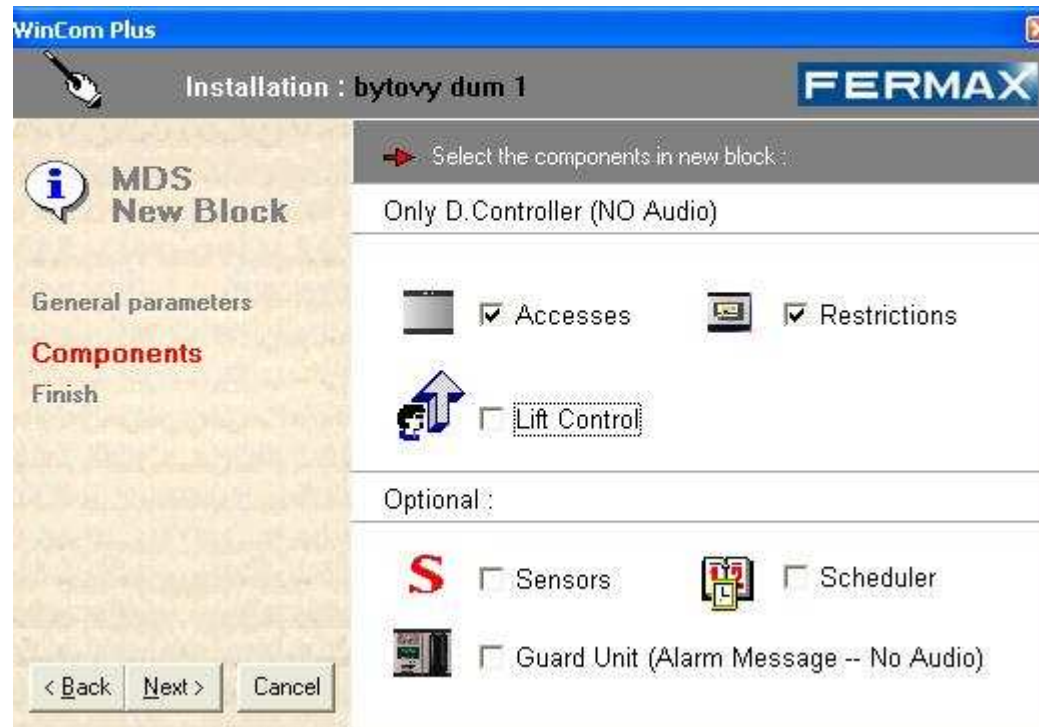 WinCom Plus
Installation : bytovy dum 1
FERMAX
MDS
New Block
General parameters
Components
Finish
< Back
Next >
Cancel
Select the components in new block :
Only D.Controller (NO Audio)
Accesses
Restrictions
Lift Control
Optional :
S
Sensors
Scheduler
Guard Unit (Alarm Message -- No Audio)